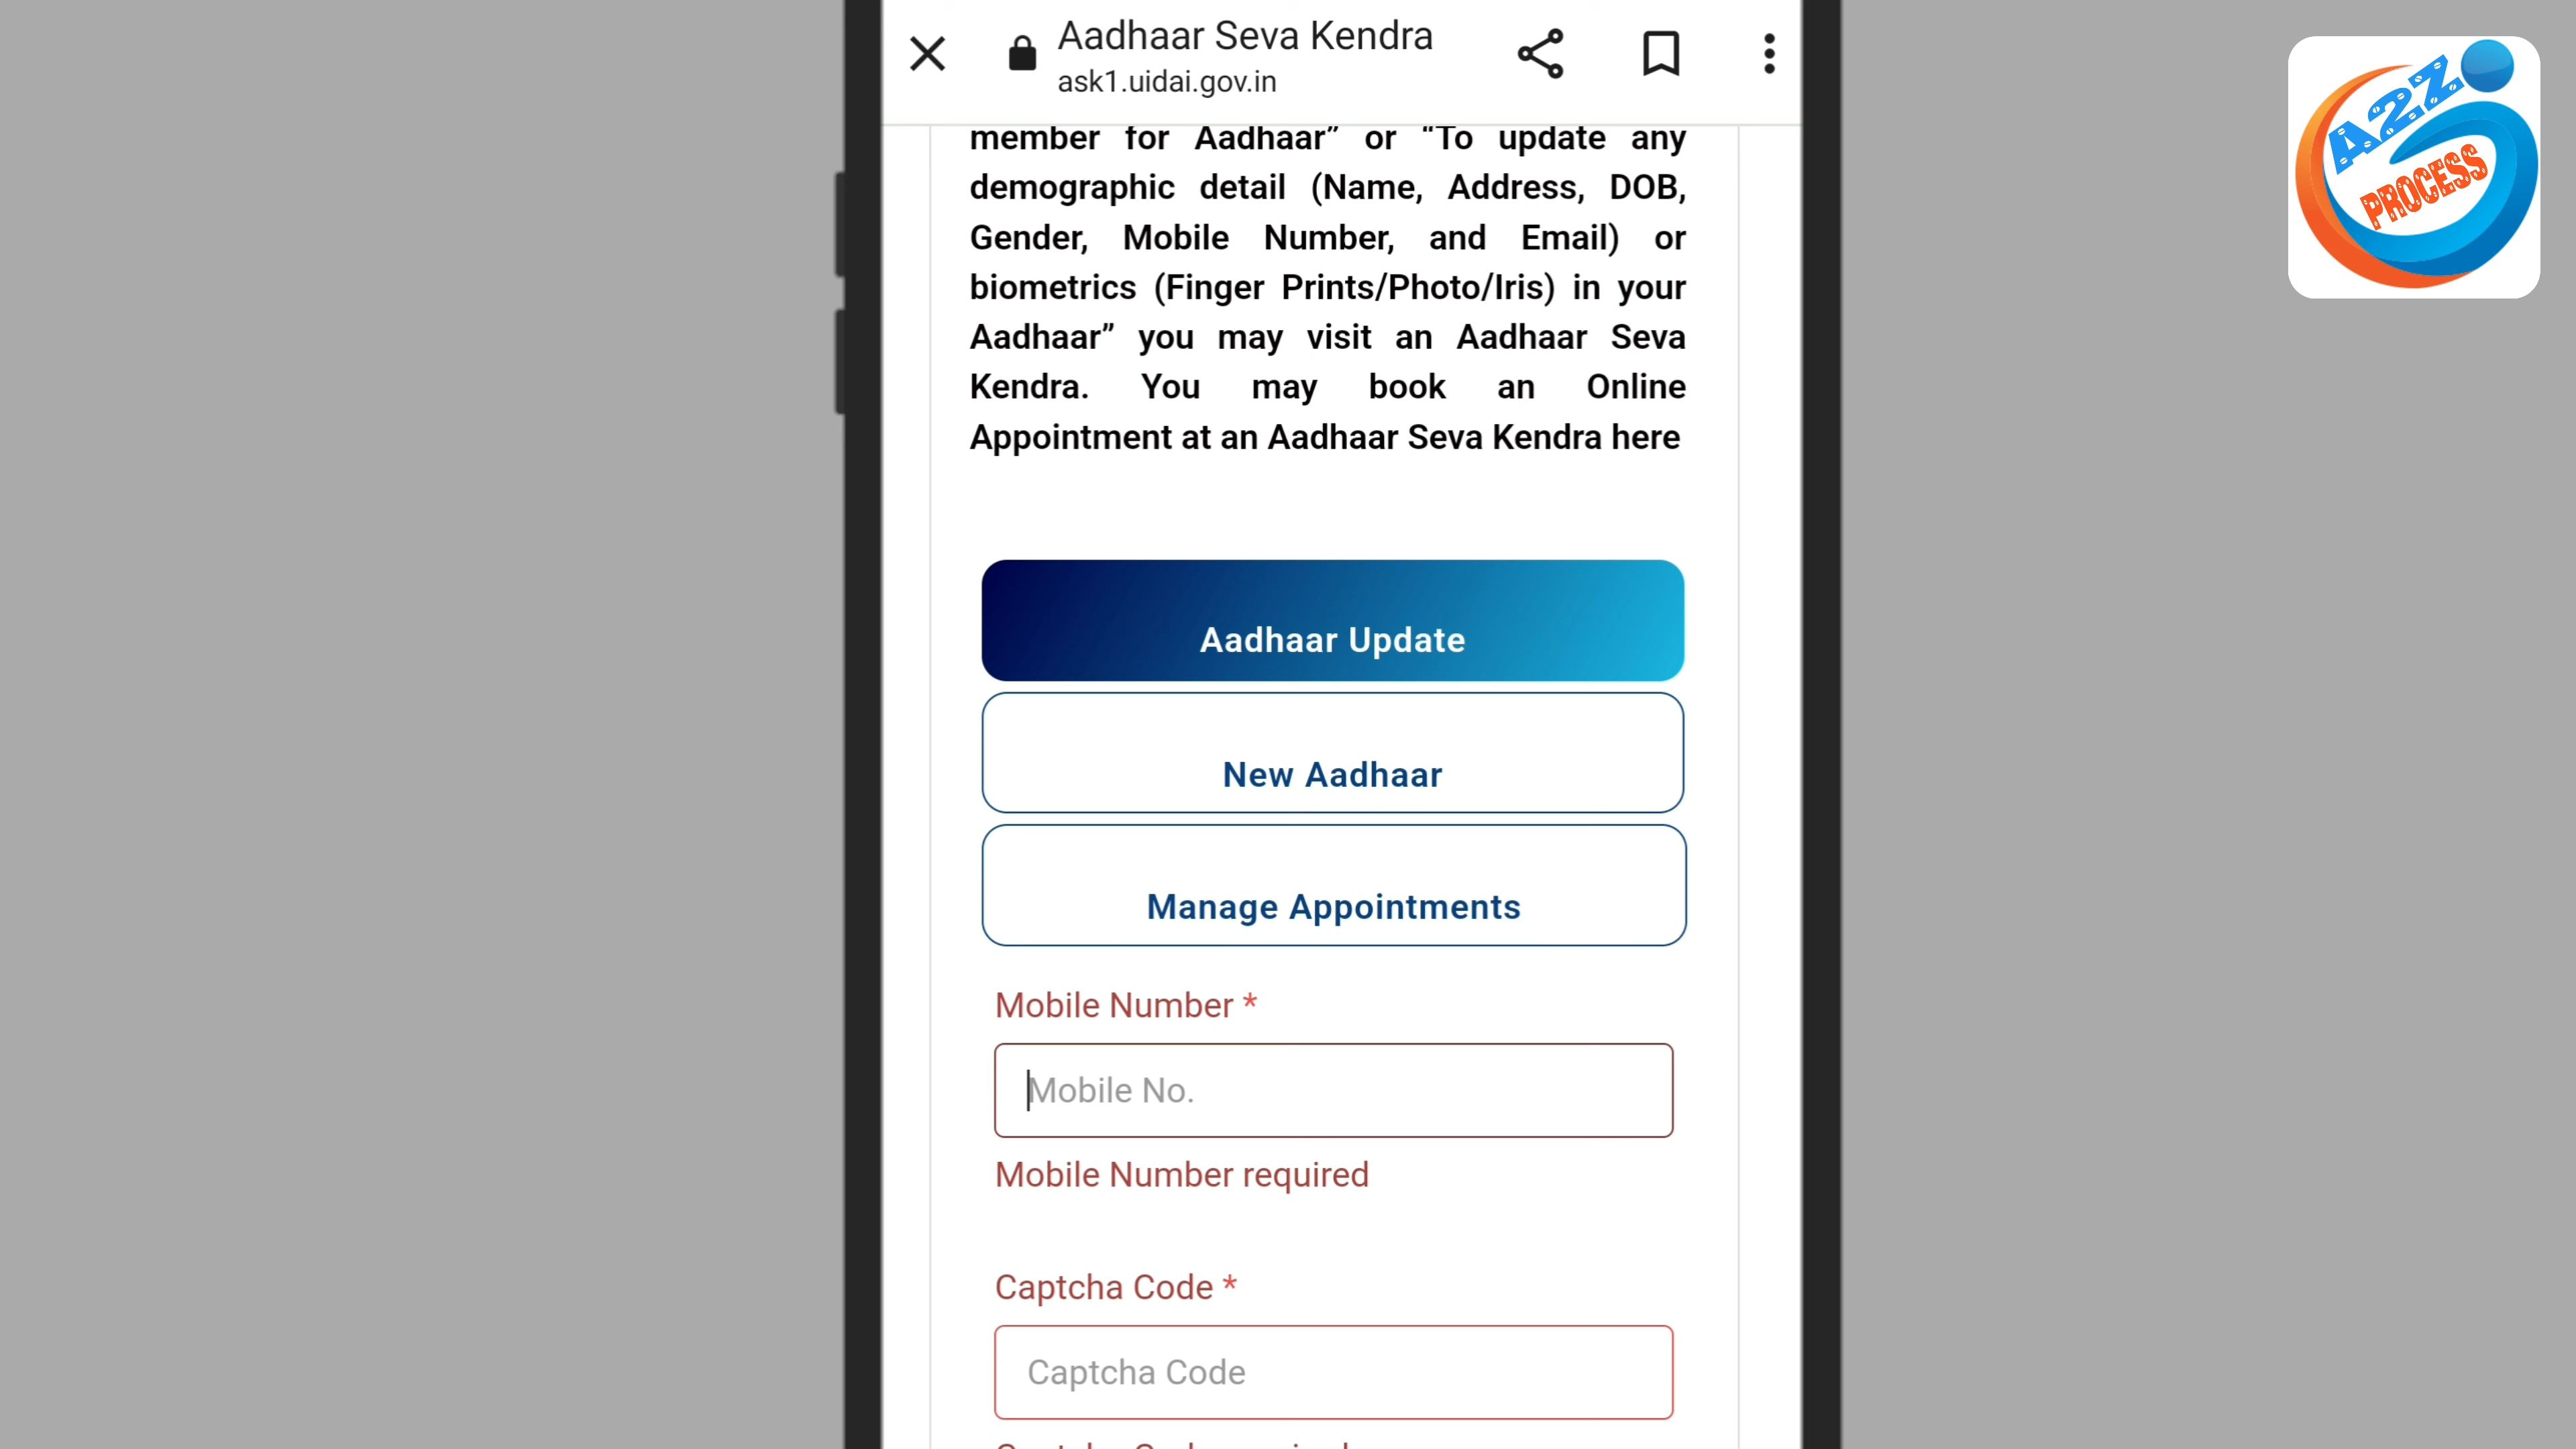 Aadhaar Seva Kendra
ask1.uidai.gov.in
member for Aadhaar” or “To update any
demographic detail (Name, Address, DOB,
Gender, Mobile Number, and Email) or
biometrics (Finger Prints/Photo/Iris) in your
Aadhaar” you may visit an Aadhaar Seva
Kendra. You may book an Online
Appointment at an Aadhaar Seva Kendra here
Aadhaar Update
New Aadhaar
Manage Appointments
Mobile Number *
Mobile No.
Mobile Number required
Captcha Code *
Captcha Code
A2Z
PROCESS